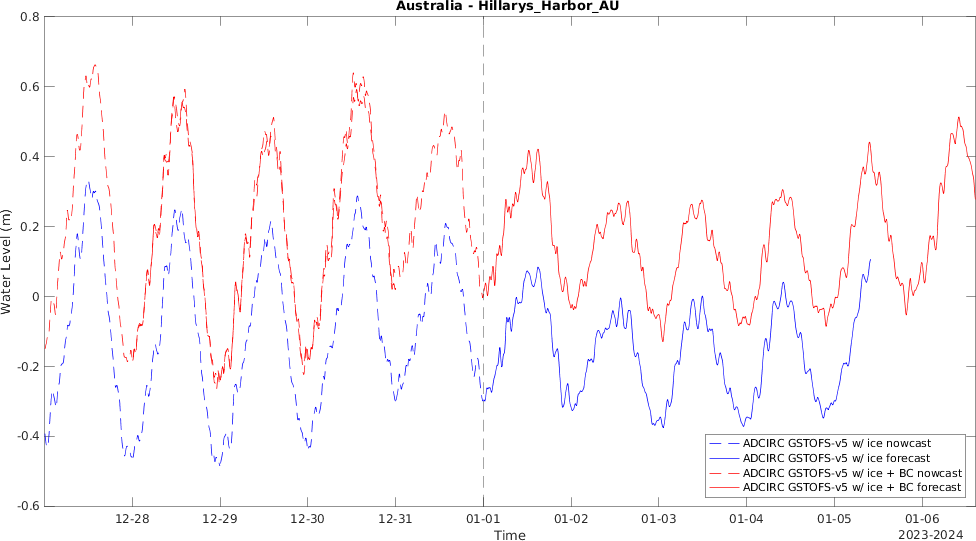 Australia - Hillarys_Harbor_AU
Water Level (m)
0.8
0.6
0.4
0.2
0
-0.2
-0.4
-0.6
ADCIRC GSTOFS-v5 w/ ice nowcast
ADCIRC GSTOFS-v5 w/ ice forecast
ADCIRC GSTOFS-v5 w/ ice + BC nowcast
ADCIRC GSTOFS-v5 w/ ice + BC forecast
12-28 12-29 12-30 12-31 01-01 01-02 01-03 01-04 01-05 01-06
Time
2023-2024